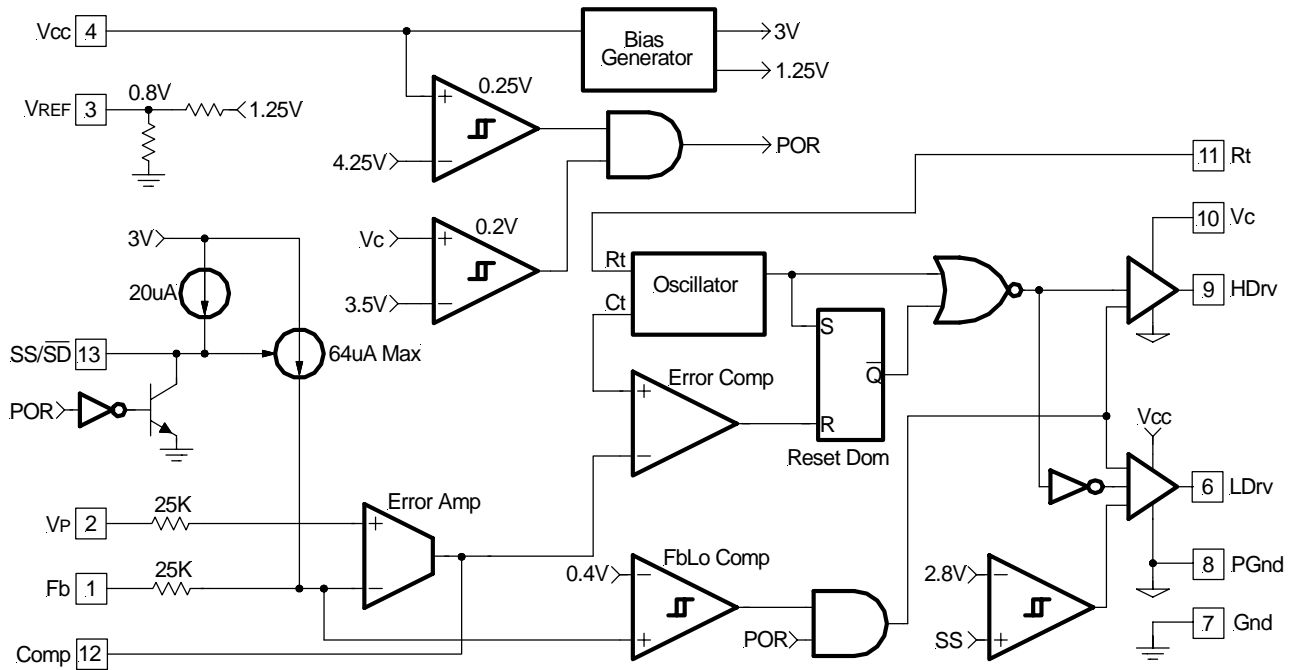 Vcc 4
Bias
Generator
3V
1.25V
VREF 3
0.8V
1.25V
0.25V
4.25V
POR
11 Rt
3V
Vc
0.2V
3.5V
10 Vc
20uA
Rt
Ct
Oscillator
9 HDrv
SS/SD 13
64uA Max
S
Q
R
Reset Dom
Error Comp
POR
Vcc
6 LDrv
VP 2
25K
Error Amp
Fb 1
25K
0.4V
FbLo Comp
POR
2.8V
SS
8 PGnd
7 Gnd
Comp 12
+
−
+
−
+
−
+
−
−
+
−
+